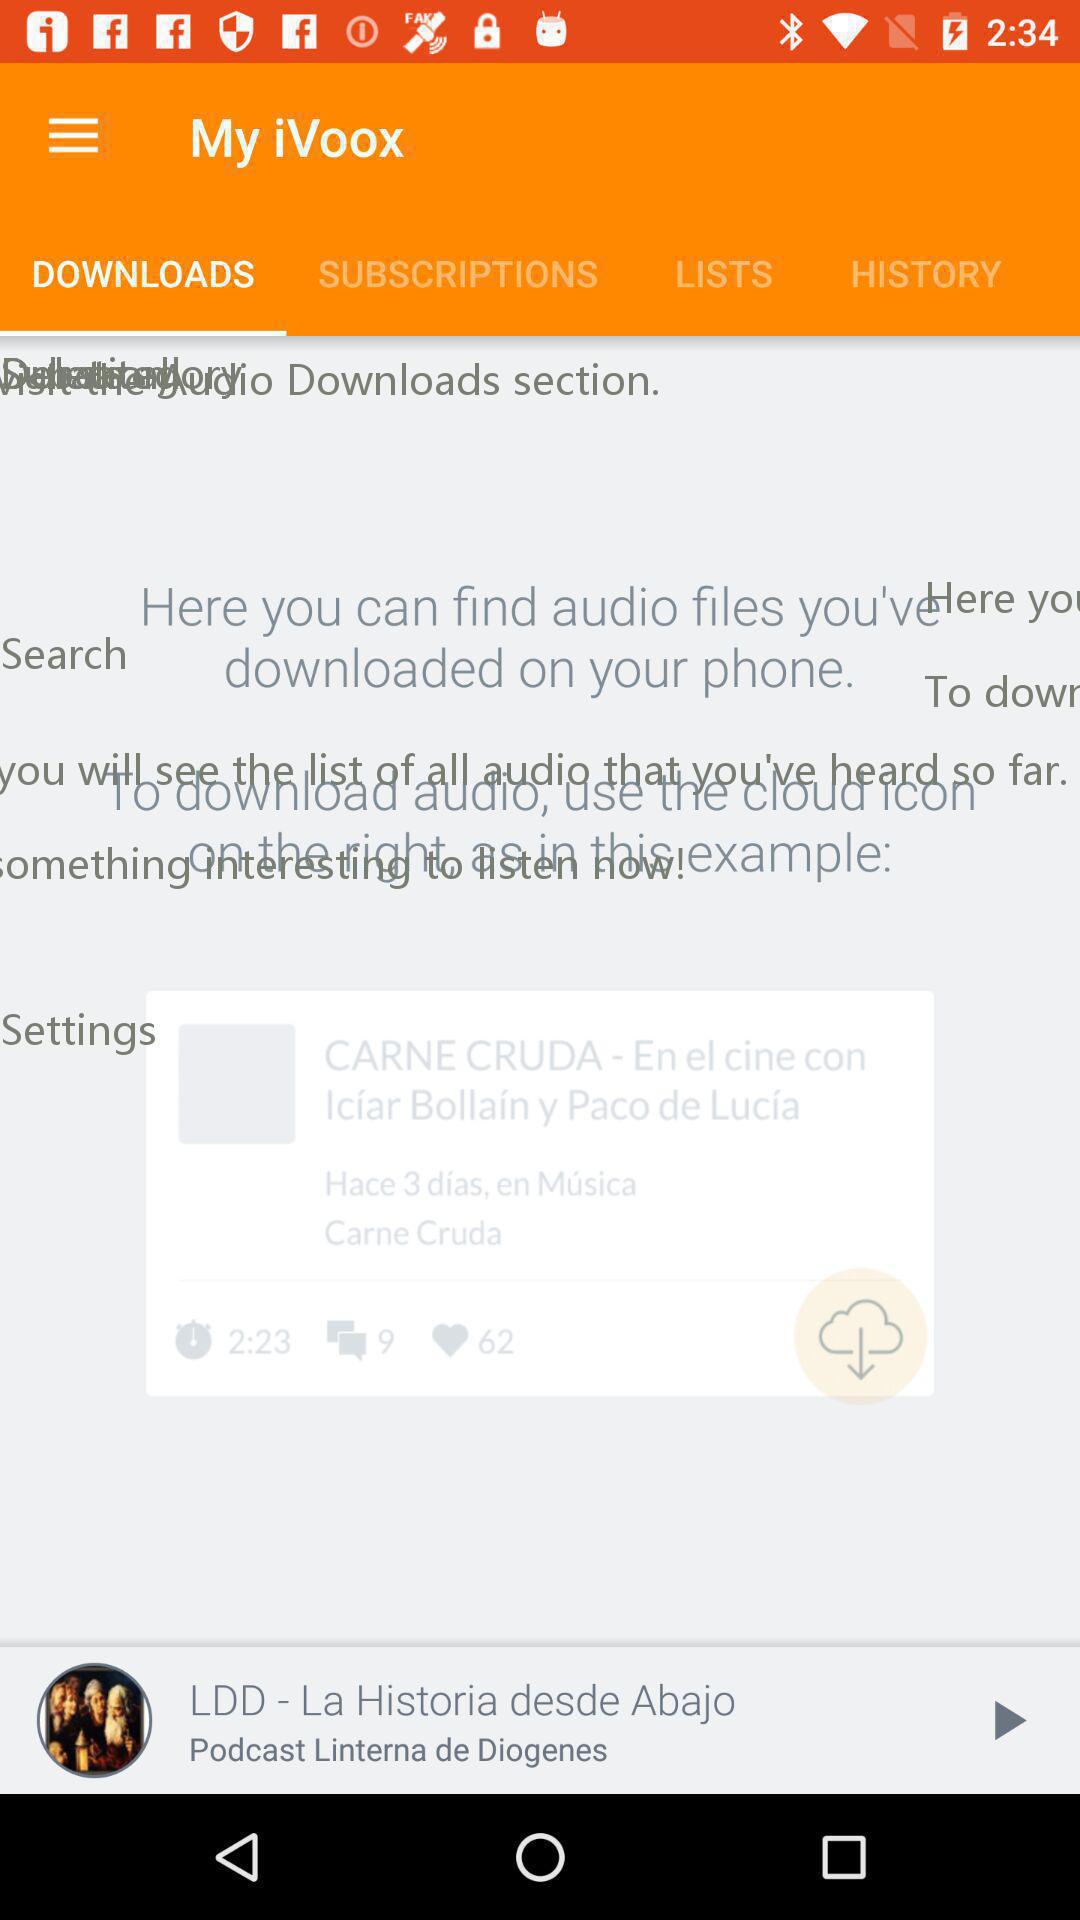 FAKE
2:34
My iVoox
DOWNLOADS SUBSCRIPTIONS LISTS HISTORY
visit the Audio Downloads section.
Here you can find audio files you've
downloaded on your phone.
Here you
Search
To down
you will see the list of all audio that you've heard so far.
To download audio, use the cloud icon
on the right, as in this example:
something interesting to listen now!
Settings
CARNE CRUDA - En el cine con
Icíar Bollaín y Paco de Lucía
Hace 3 días, en Música
Carne Cruda
2:23 9 62
LDD - La Historia desde Abajo
Podcast Linterna de Diogenes